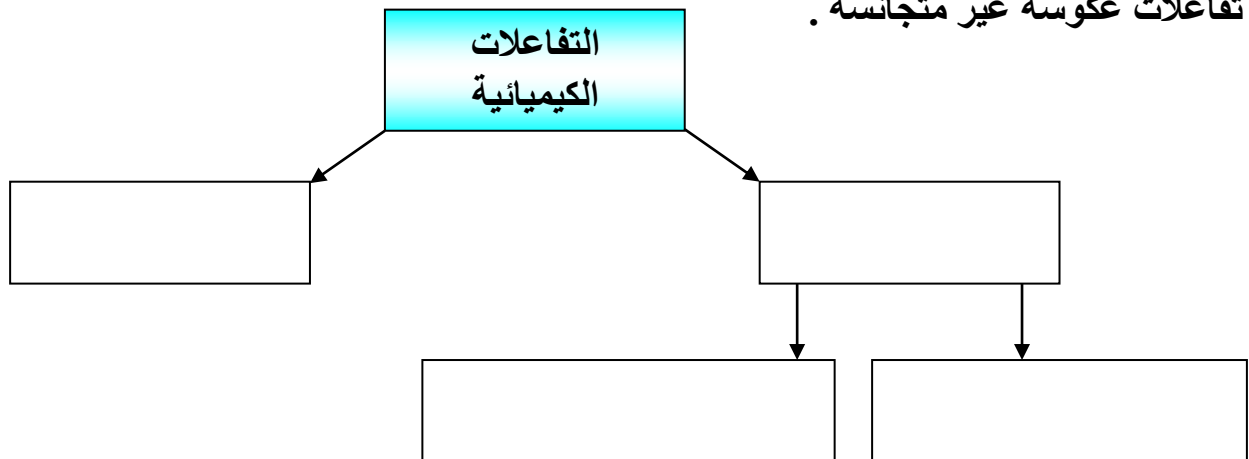 تفاعلات عكوسة غير متجانسة .
التفاعلات
الكيميائية